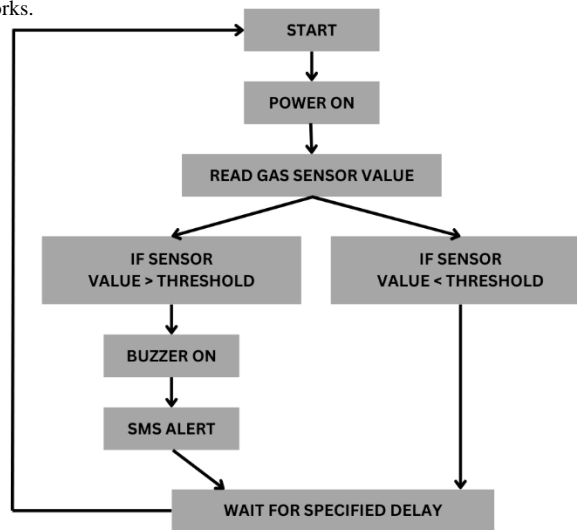 orks.
START
POWER ON
READ GAS SENSOR VALUE
IF SENSOR
VALUE > THRESHOLD
IF SENSOR
VALUE < THRESHOLD
BUZZER ON
SMS ALERT
WAIT FOR SPECIFIED DELAY